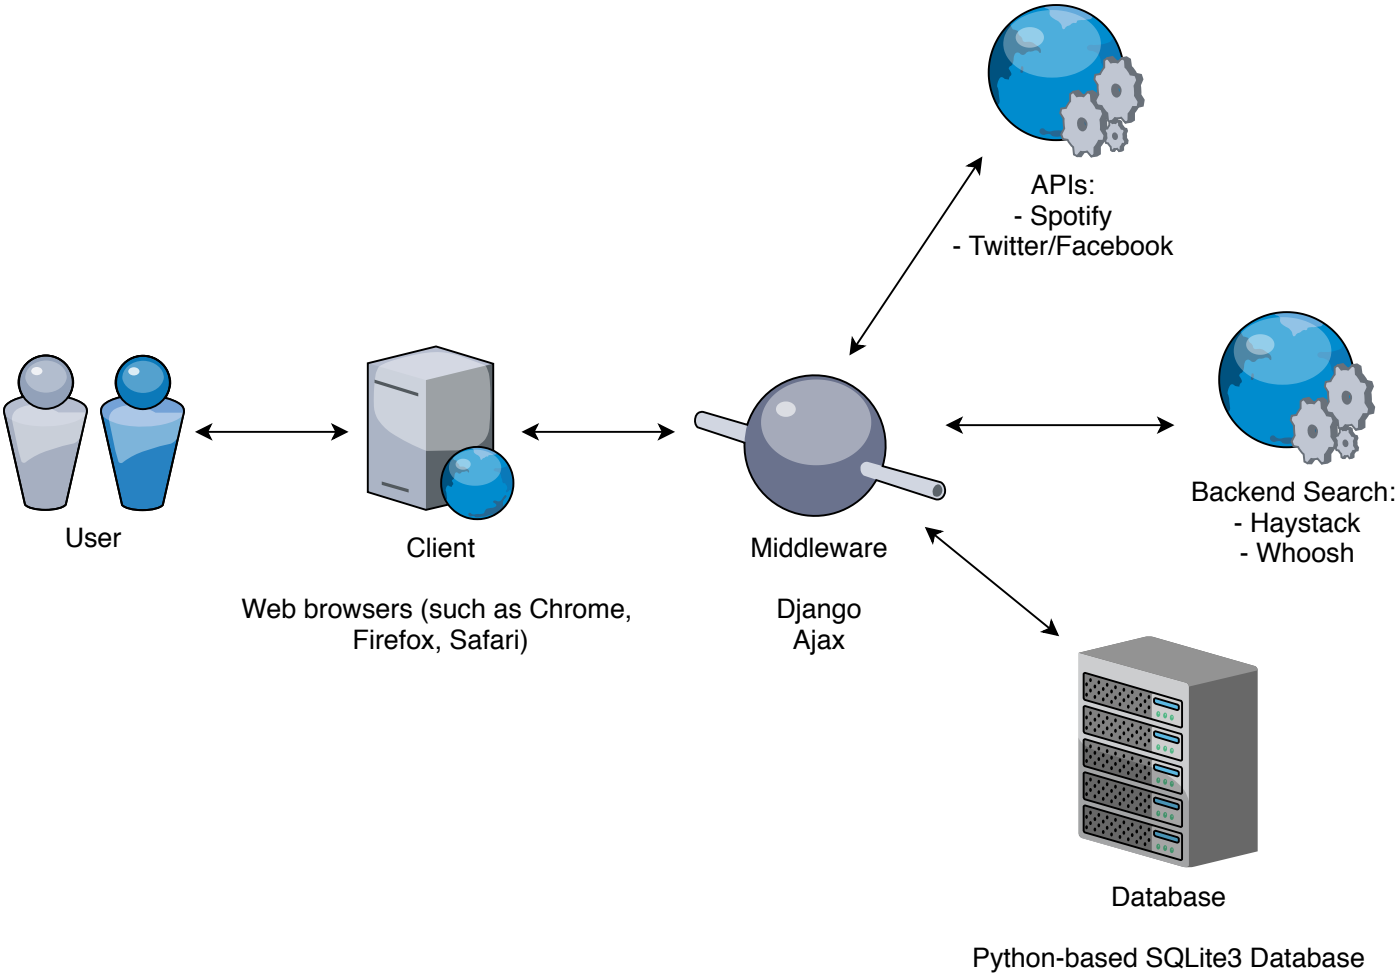 APIs:
- Spotify
- Twitter/Facebook
Backend Search:
- Haystack
- Whoosh
User
Client
Web browsers (such as Chrome,
Firefox, Safari)
Middleware
Django
Ajax
Database
Python-based SQLite3 Database